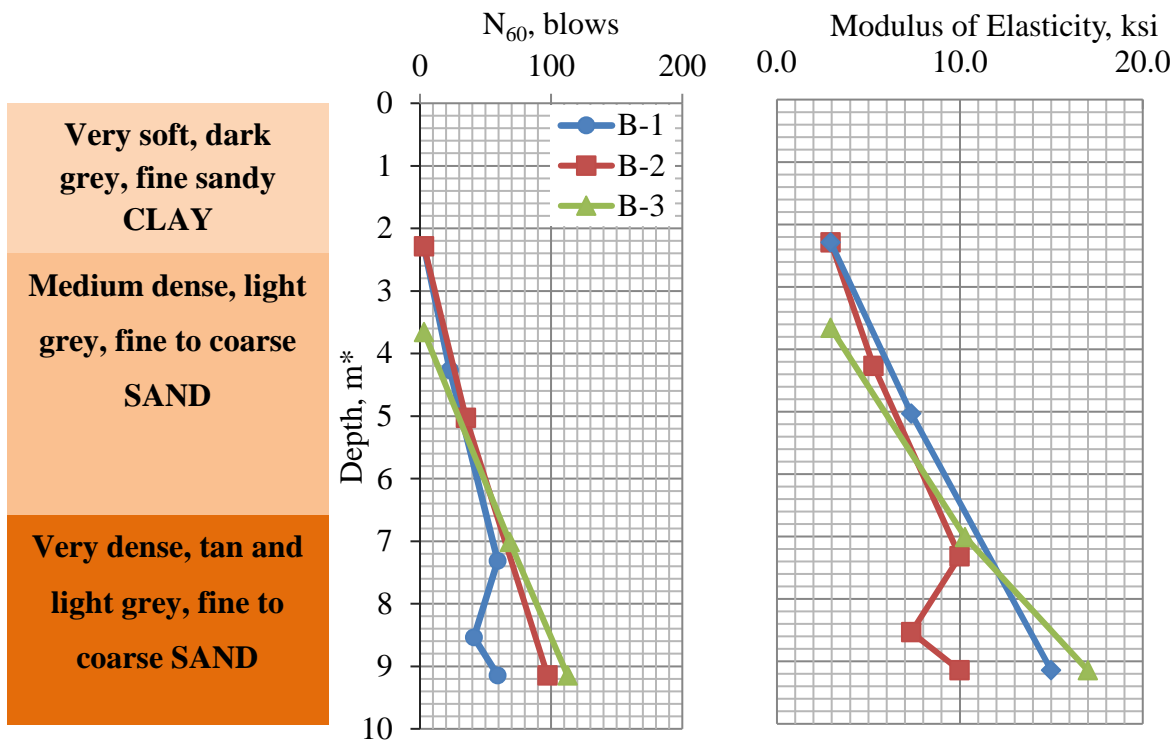 N60, blows
0 100 200
Modulus of Elasticity, ksi
0.0 10.0 20.0
Very soft, dark
grey, fine sandy
CLAY
Medium dense, light
grey, fine to coarse
SAND
Very dense, tan and
light grey, fine to
coarse SAND
Depth, m*
0
1
2
3
4
5
6
7
8
9
10
B-1
B-2
B-3